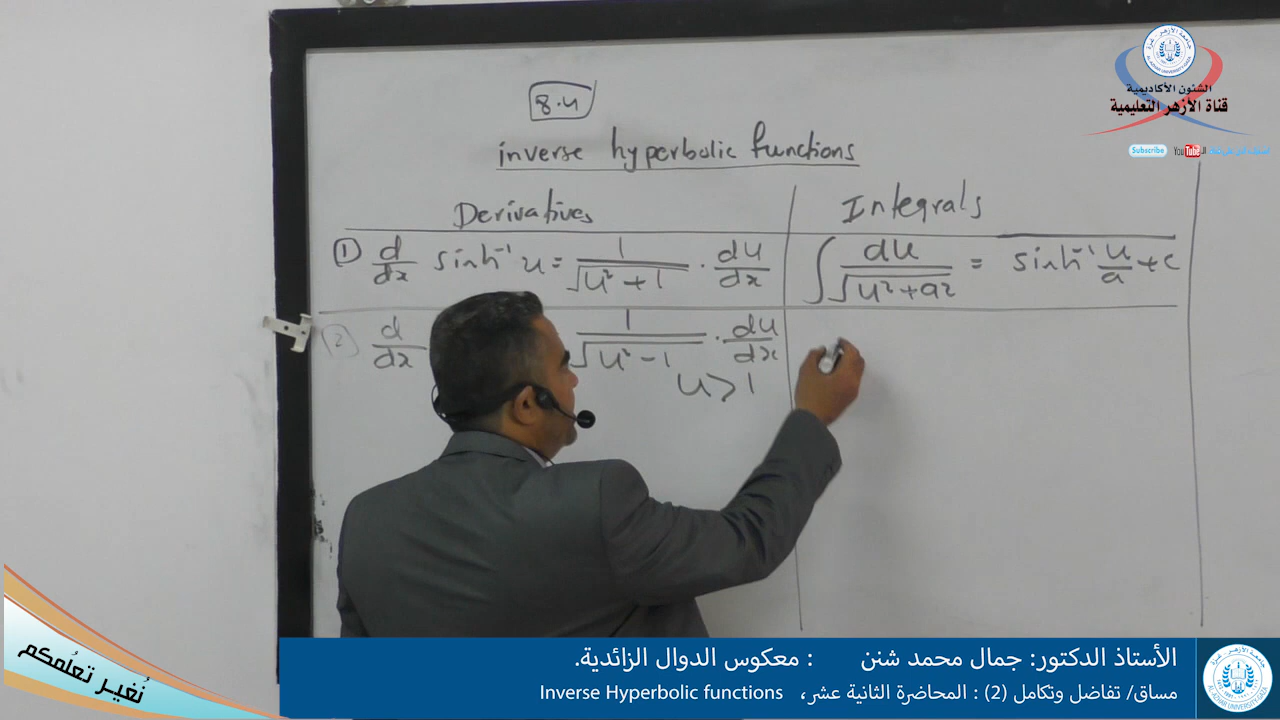 الشئون الأكاديمية
قناة الأزهر التعليمية
Subscribe YouTube
8.4
inverse hyperbolic functions
Derivatives Integrals
① d/dx sinh⁻¹ u = 1/√(u²+1) · du/dx ∫ du/√(u²+a²) = sinh⁻¹ u/a + c
② d/dx 1/√(u²-1) · du/dx
u>1
نُغير تعلُمكم
الأستاذ الدكتور: جمال محمد شنن : معكوس الدوال الزائدية.
مساق/ تفاضل وتكامل (2) : المحاضرة الثانية عشر، Inverse Hyperbolic functions